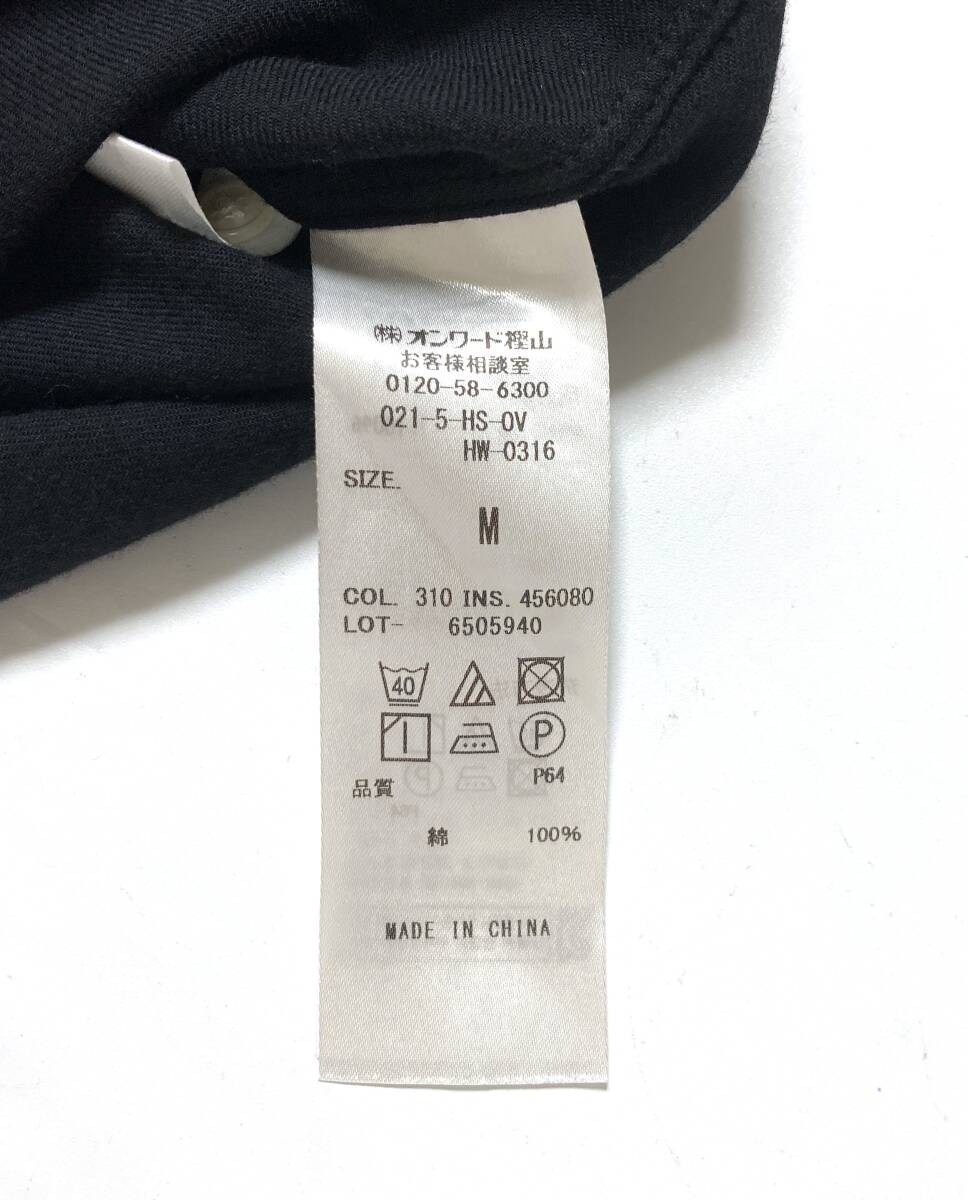 (株)オンワード樫山
お客様相談室
0120-58-6300
021-5-HS-OV
HW-0316
SIZE.
M
COL. 310 INS. 456080
LOT- 6505940
40
P
P64
品質
綿 100%
MADE IN CHINA